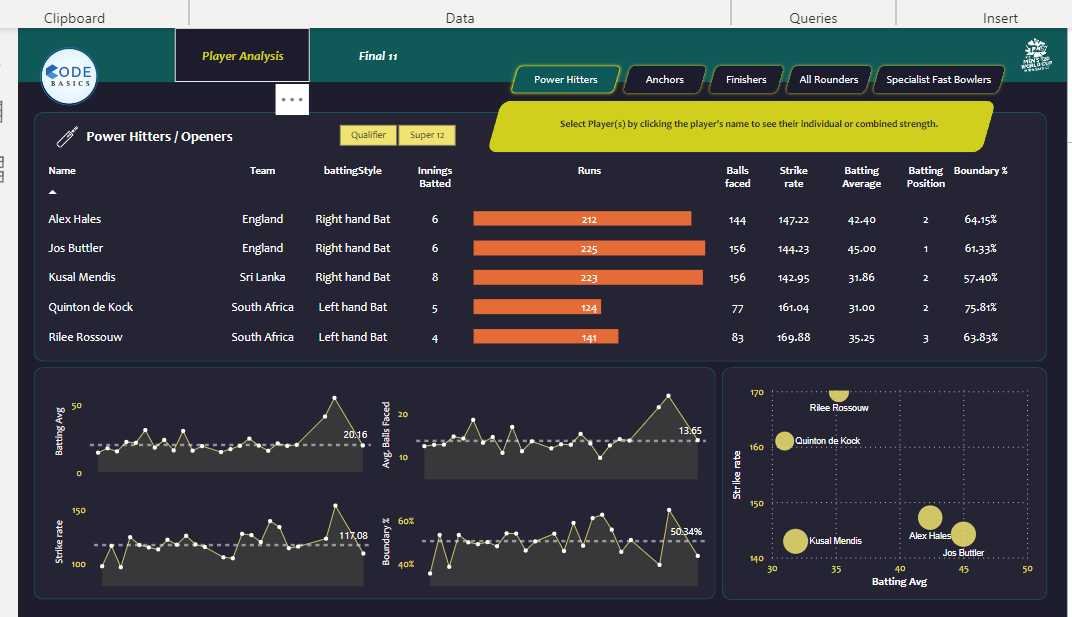 Clipboard Data Queries Insert
CODE
BASICS
Player Analysis Final 11
MEN'S T20
WORLD CUP
Power Hitters Anchors Finishers All Rounders Specialist Fast Bowlers
Select Player(s) by clicking the player's name to see their individual or combined strength.
Power Hitters / Openers
Qualifier Super 12
Name Team battingStyle Innings Batted Runs Balls faced Strike rate Batting Average Batting Position Boundary %
Alex Hales England Right hand Bat 6 212 144 147.22 42.40 2 64.15%
Jos Buttler England Right hand Bat 6 225 156 144.23 45.00 1 61.33%
Kusal Mendis Sri Lanka Right hand Bat 8 223 156 142.95 31.86 2 57.40%
Quinton de Kock South Africa Left hand Bat 5 124 77 161.04 31.00 2 75.81%
Rilee Rossouw South Africa Left hand Bat 4 141 83 169.88 35.25 3 63.83%
Batting Avg
50
0
20.16
Avg. Balls Faced
20
10
13.65
Strike rate
150
100
117.08
Boundary %
60%
40%
50.34%
Strike rate
170
160
150
140
Rilee Rossouw
Quinton de Kock
Kusal Mendis
Alex Hales
Jos Buttler
30 35 40 45 50
Batting Avg